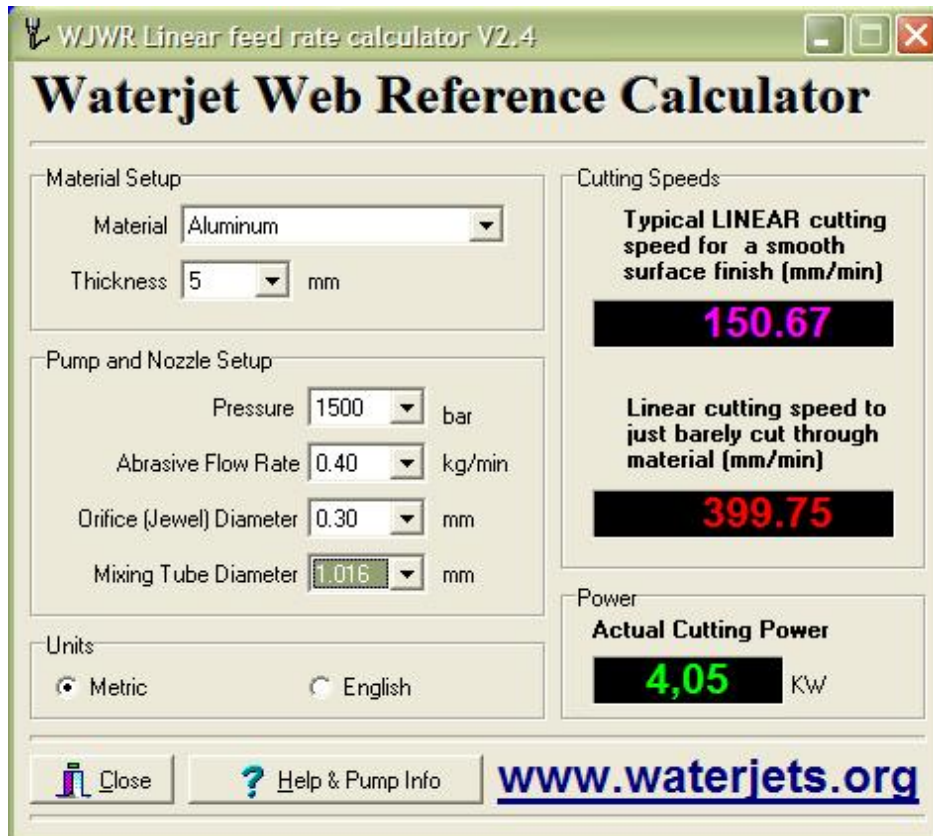 WJWR Linear feed rate calculator V2.4
Waterjet Web Reference Calculator
Material Setup
Material Aluminum
Thickness 5 mm
Pump and Nozzle Setup
Pressure 1500 bar
Abrasive Flow Rate 0.40 kg/min
Orifice (Jewel) Diameter 0.30 mm
Mixing Tube Diameter 1.016 mm
Units
Metric English
Cutting Speeds
Typical LINEAR cutting
speed for a smooth
surface finish (mm/min)
150.67
Linear cutting speed to
just barely cut through
material (mm/min)
399.75
Power
Actual Cutting Power
4,05 KW
Close Help & Pump Info www.waterjets.org